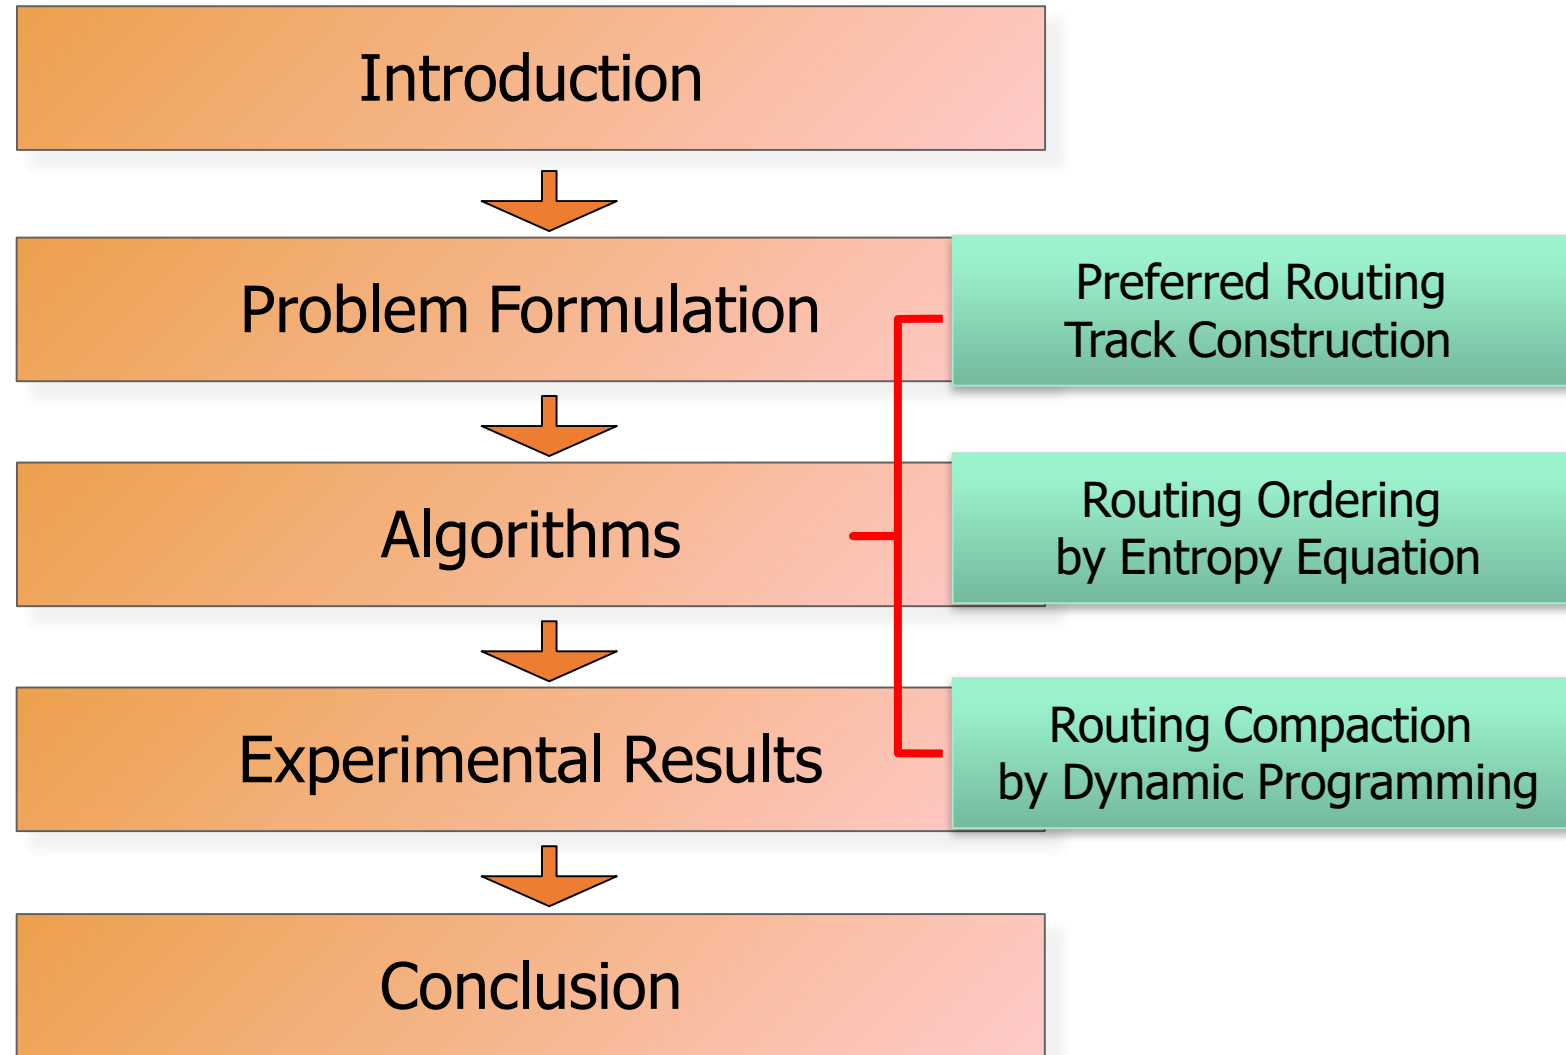 Introduction
Problem Formulation
Preferred Routing
Track Construction
Algorithms
Routing Ordering
by Entropy Equation
Experimental Results
Routing Compaction
by Dynamic Programming
Conclusion